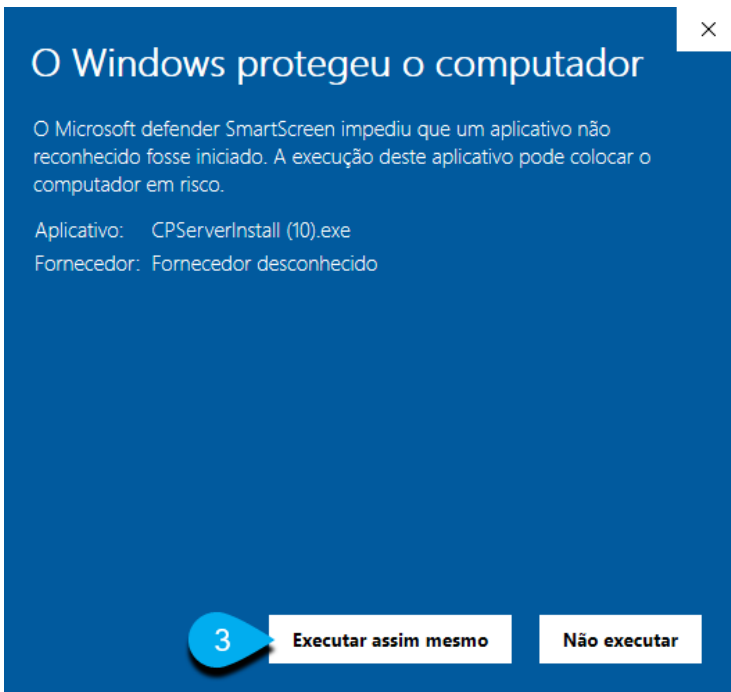 O Windows protegeu o computador
O Microsoft defender SmartScreen impediu que um aplicativo não
reconhecido fosse iniciado. A execução deste aplicativo pode colocar o
computador em risco.
Aplicativo: CPServerInstall (10).exe
Fornecedor: Fornecedor desconhecido
3 Executar assim mesmo Não executar